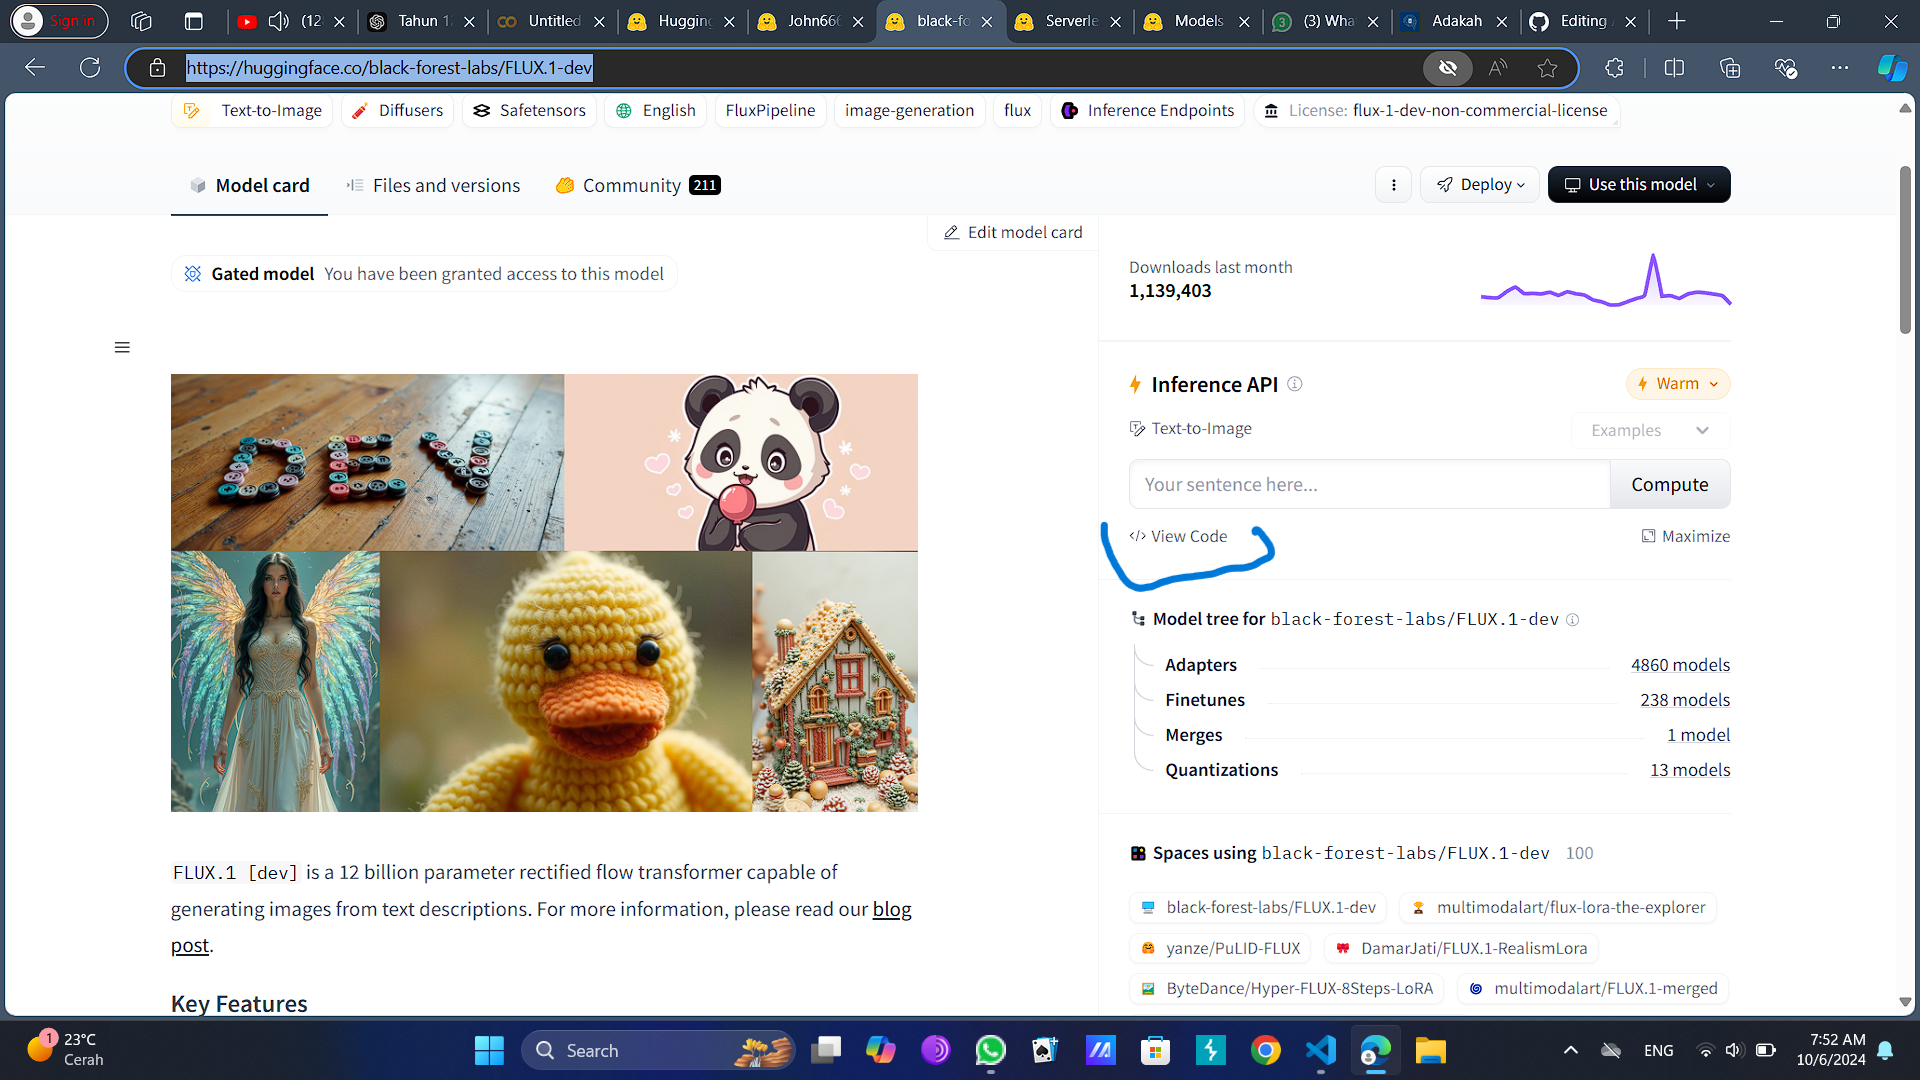 Sign in
(12
Tahun 12
Untitled
Hugging
John666
black-fo
Serverle
Models
(3) Wha
Adakah
Editing
https://huggingface.co/black-forest-labs/FLUX.1-dev
Text-to-Image
Diffusers
Safetensors
English
FluxPipeline
image-generation
flux
Inference Endpoints
License: flux-1-dev-non-commercial-license
Model card
Files and versions
Community 211
Deploy
Use this model
Edit model card
Gated model You have been granted access to this model
DEV
FLUX.1 [dev] is a 12 billion parameter rectified flow transformer capable of
generating images from text descriptions. For more information, please read our blog
post.
Key Features
Downloads last month
1,139,403
Inference API
Warm
Text-to-Image
Examples
Your sentence here...
Compute
</> View Code
Maximize
Model tree for black-forest-labs/FLUX.1-dev
Adapters 4860 models
Finetunes 238 models
Merges 1 model
Quantizations 13 models
Spaces using black-forest-labs/FLUX.1-dev 100
black-forest-labs/FLUX.1-dev
multimodalart/flux-lora-the-explorer
yanze/PuLID-FLUX
DamarJati/FLUX.1-RealismLora
ByteDance/Hyper-FLUX-8Steps-LoRA
multimodalart/FLUX.1-merged
1
23°C
Cerah
Search
ENG
7:52 AM
10/6/2024